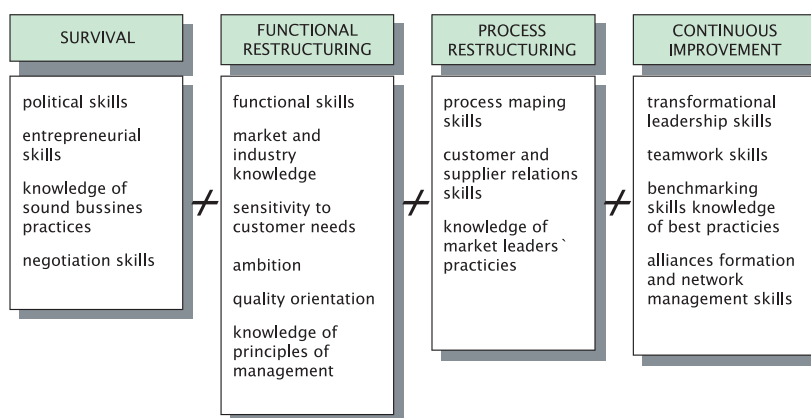 SURVIVAL
political skills
entrepreneurial
skills
knowledge of
sound bussines
practices
negotiation skills
≠
FUNCTIONAL
RESTRUCTURING
functional skills
market and
industry
knowledge
sensitivity to
customer needs
ambition
quality orientation
knowledge of
principles of
management
≠
PROCESS
RESTRUCTURING
process maping
skills
customer and
supplier relations
skills
knowledge of
market leaders`
practicies
≠
CONTINUOUS
IMPROVEMENT
transformational
leadership skills
teamwork skills
benchmarking
skills knowledge
of best practicies
alliances formation
and network
management skills